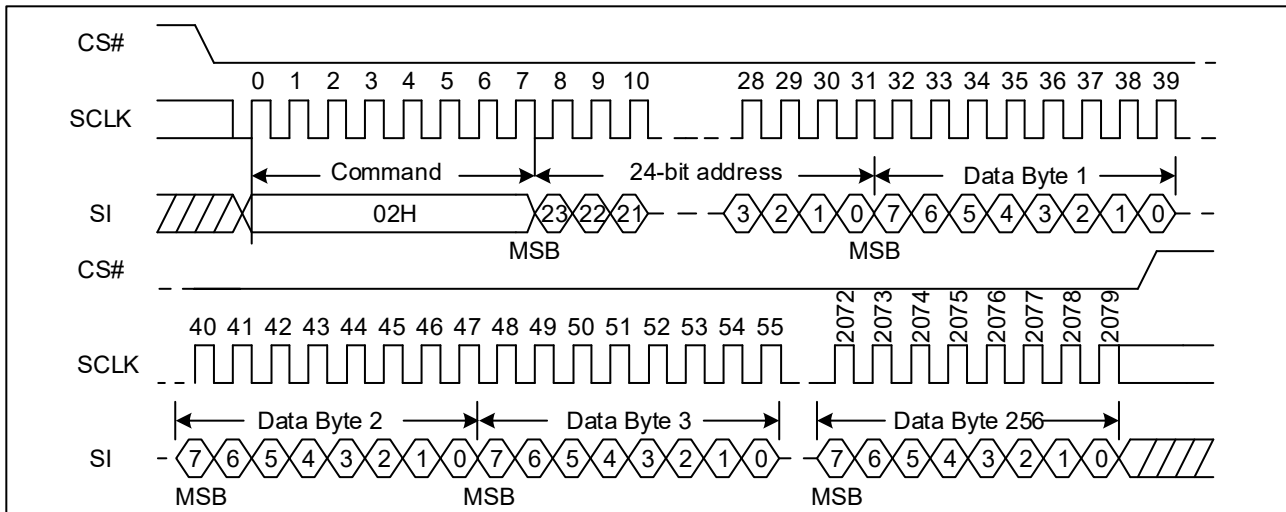 CS#
0 1 2 3 4 5 6 7 8 9 10 28 29 30 31 32 33 34 35 36 37 38 39
SCLK
Command 24-bit address Data Byte 1
SI 02H 23 22 21 3 2 1 0 7 6 5 4 3 2 1 0
MSB MSB
CS#
40 41 42 43 44 45 46 47 48 49 50 51 52 53 54 55 2072 2073 2074 2075 2076 2077 2078 2079
SCLK
Data Byte 2 Data Byte 3 Data Byte 256
SI 7 6 5 4 3 2 1 0 7 6 5 4 3 2 1 0 7 6 5 4 3 2 1 0
MSB MSB MSB